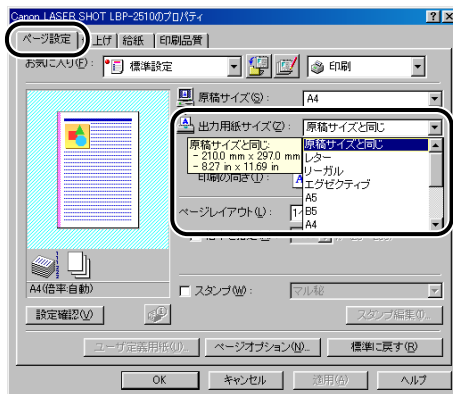 Canon LASER SHOT LBP-2510のプロパティ
ページ設定 上げ 給紙 印刷品質
お気に入り(F): 標準設定 印刷
原稿サイズ(S): A4
出力用紙サイズ(Z): 原稿サイズと同じ
原稿サイズと同じ
- 210.0 mm x 297.0 mm
- 8.27 in x 11.69 in
原稿サイズと同じ
レター
リーガル
エグゼクティブ
A5
B5
A4
印刷の向き(T): A
ページレイアウト(L):
A4(倍率:自動)
スタンプ(W): マル秘
設定確認(V) スタンプ編集(I)...
ユーザ定義用紙(U)... ページオプション(N)... 標準に戻す(R)
OK キャンセル 適用(A) ヘルプ